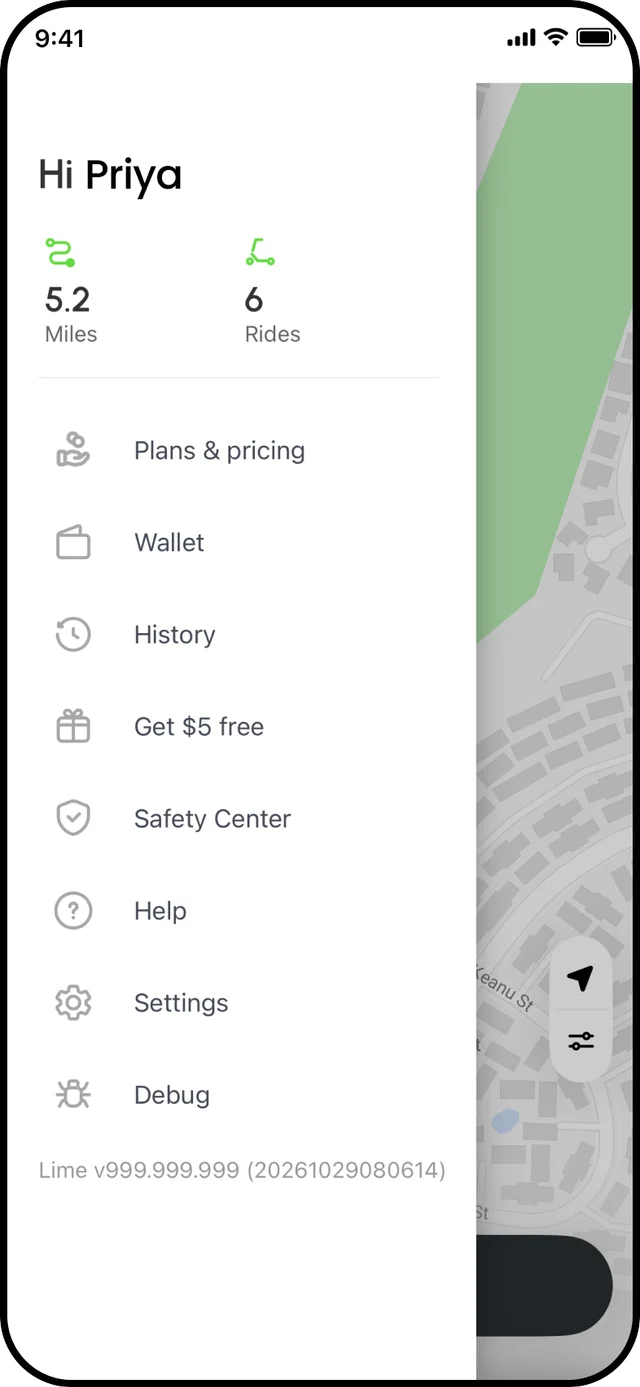 9:41
Hi Priya
5.2
Miles
6
Rides
Plans & pricing
Wallet
History
Get $5 free
Safety Center
?
Help
Settings
Debug
Lime v999.999.999 (20261029080614)
Keanu St
t
St